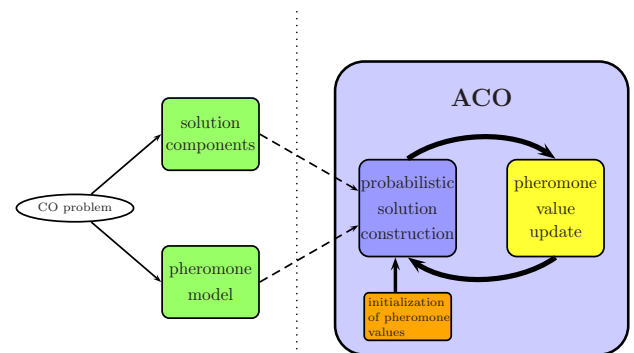 ACO
solution
components
CO problem
pheromone
model
probabilistic
solution
construction
pheromone
value
update
initialization
of pheromone
values